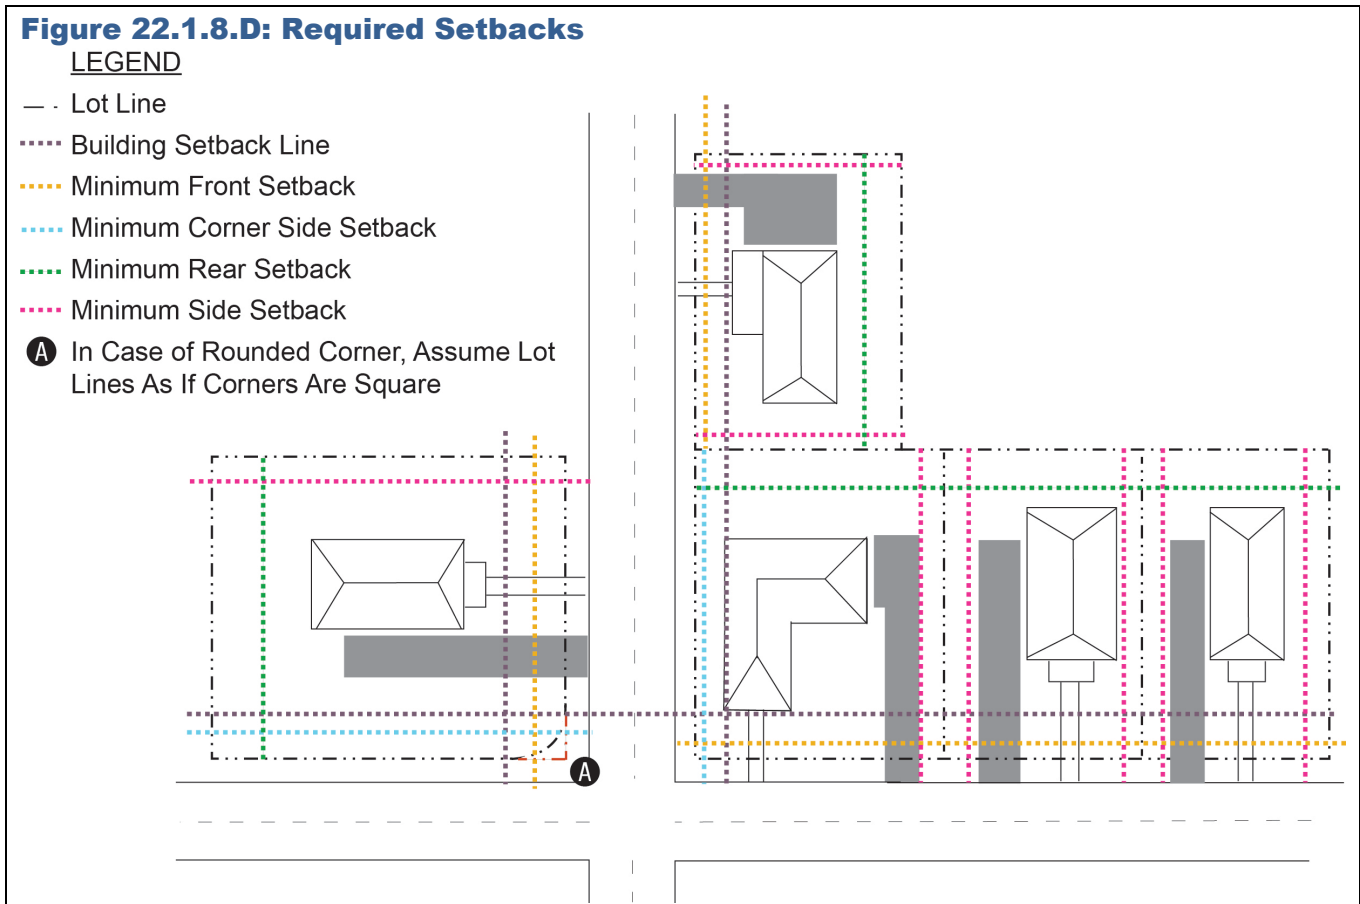 Figure 22.1.8.D: Required Setbacks
LEGEND
Lot Line
Building Setback Line
Minimum Front Setback
Minimum Corner Side Setback
Minimum Rear Setback
Minimum Side Setback
A In Case of Rounded Corner, Assume Lot
Lines As If Corners Are Square
A